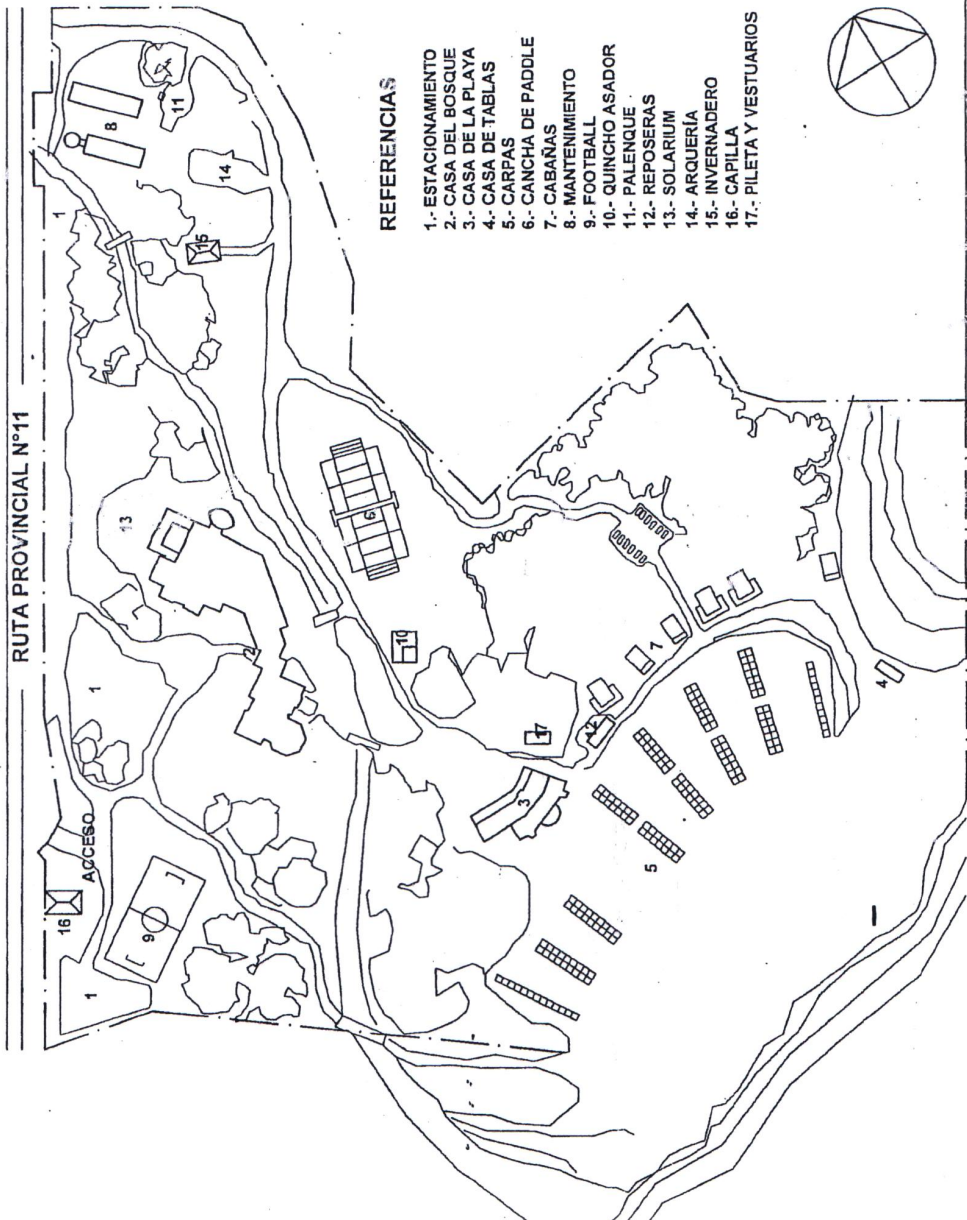 RUTA PROVINCIAL N°11
REFERENCIAS
1.- ESTACIONAMIENTO
2.- CASA DEL BOSQUE
3.- CASA DE LA PLAYA
4.- CASA DE TABLAS
5.- CARPAS
6.- CANCHA DE PADDLE
7.- CABAÑAS
8.- MANTENIMIENTO
9.- FOOTBALL
10.- QUINCHO ASADOR
11.- PALENQUE
12.- REPOSERAS
13.- SOLARIUM
14.- ARQUERÍA
15.- INVERNADERO
16.- CAPILLA
17.- PILETA Y VESTUARIOS
ACCESO
16
9
1
1
1
2
13
8
11
14
15
6
10
17
12
3
7
4
5